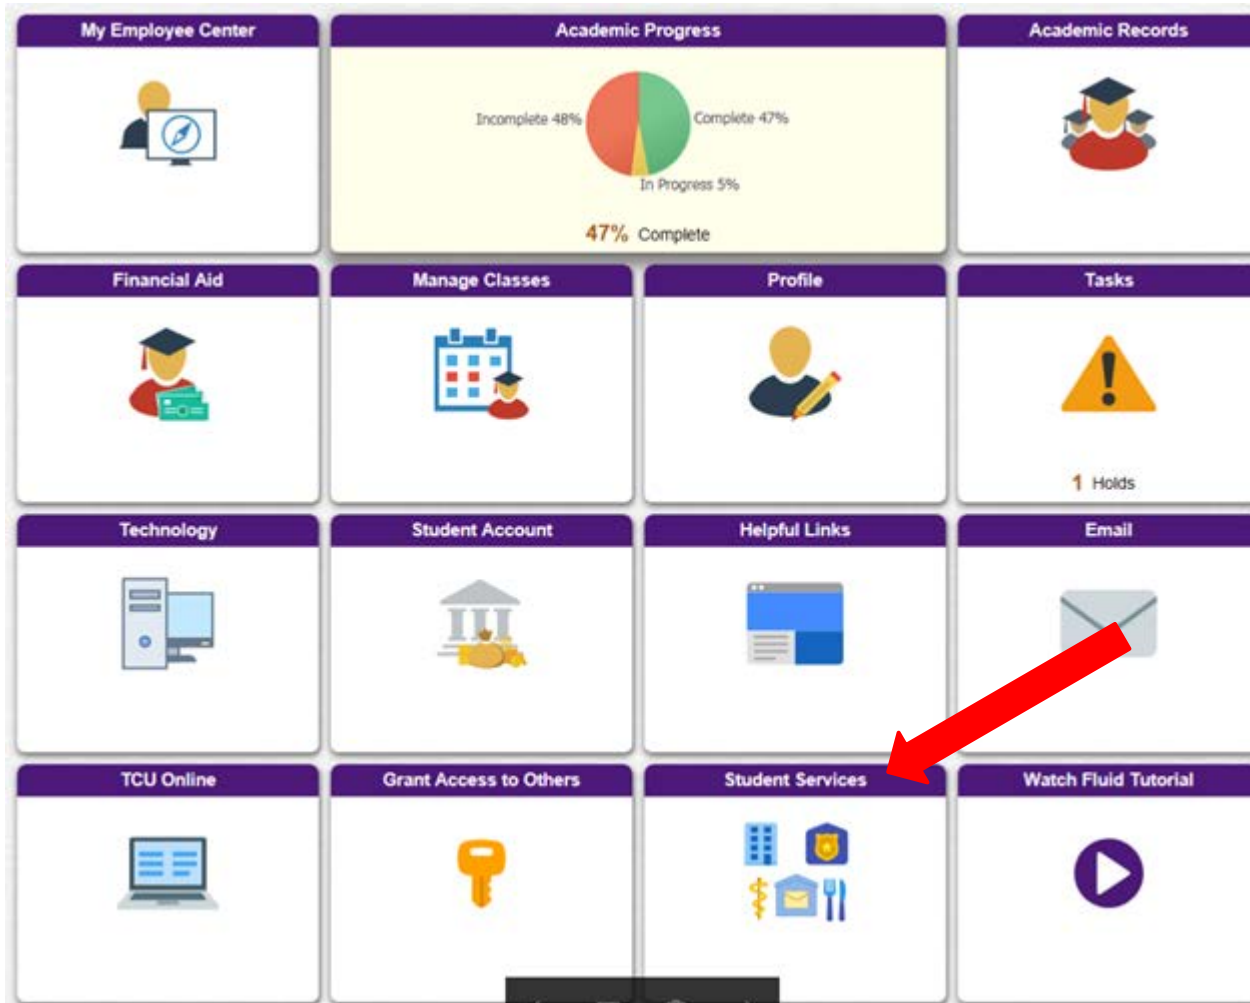 My Employee Center
Academic Progress
Academic Records
Incomplete 48%
Complete 47%
In Progress 5%
47% Complete
Financial Aid
Manage Classes
Profile
Tasks
1 Holds
Technology
Student Account
Helpful Links
Email
TCU Online
Grant Access to Others
Student Services
Watch Fluid Tutorial